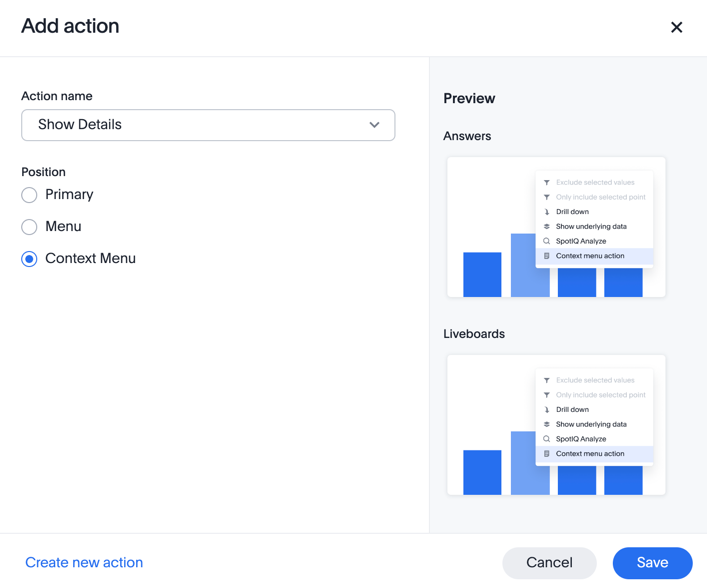 Add action
Action name
Show Details
Position
Primary
Menu
Context Menu
Preview
Answers
Exclude selected values
Only include selected point
Drill down
Show underlying data
SpotIQ Analyze
Context menu action
Liveboards
Exclude selected values
Only include selected point
Drill down
Show underlying data
SpotIQ Analyze
Context menu action
Create new action
Cancel
Save